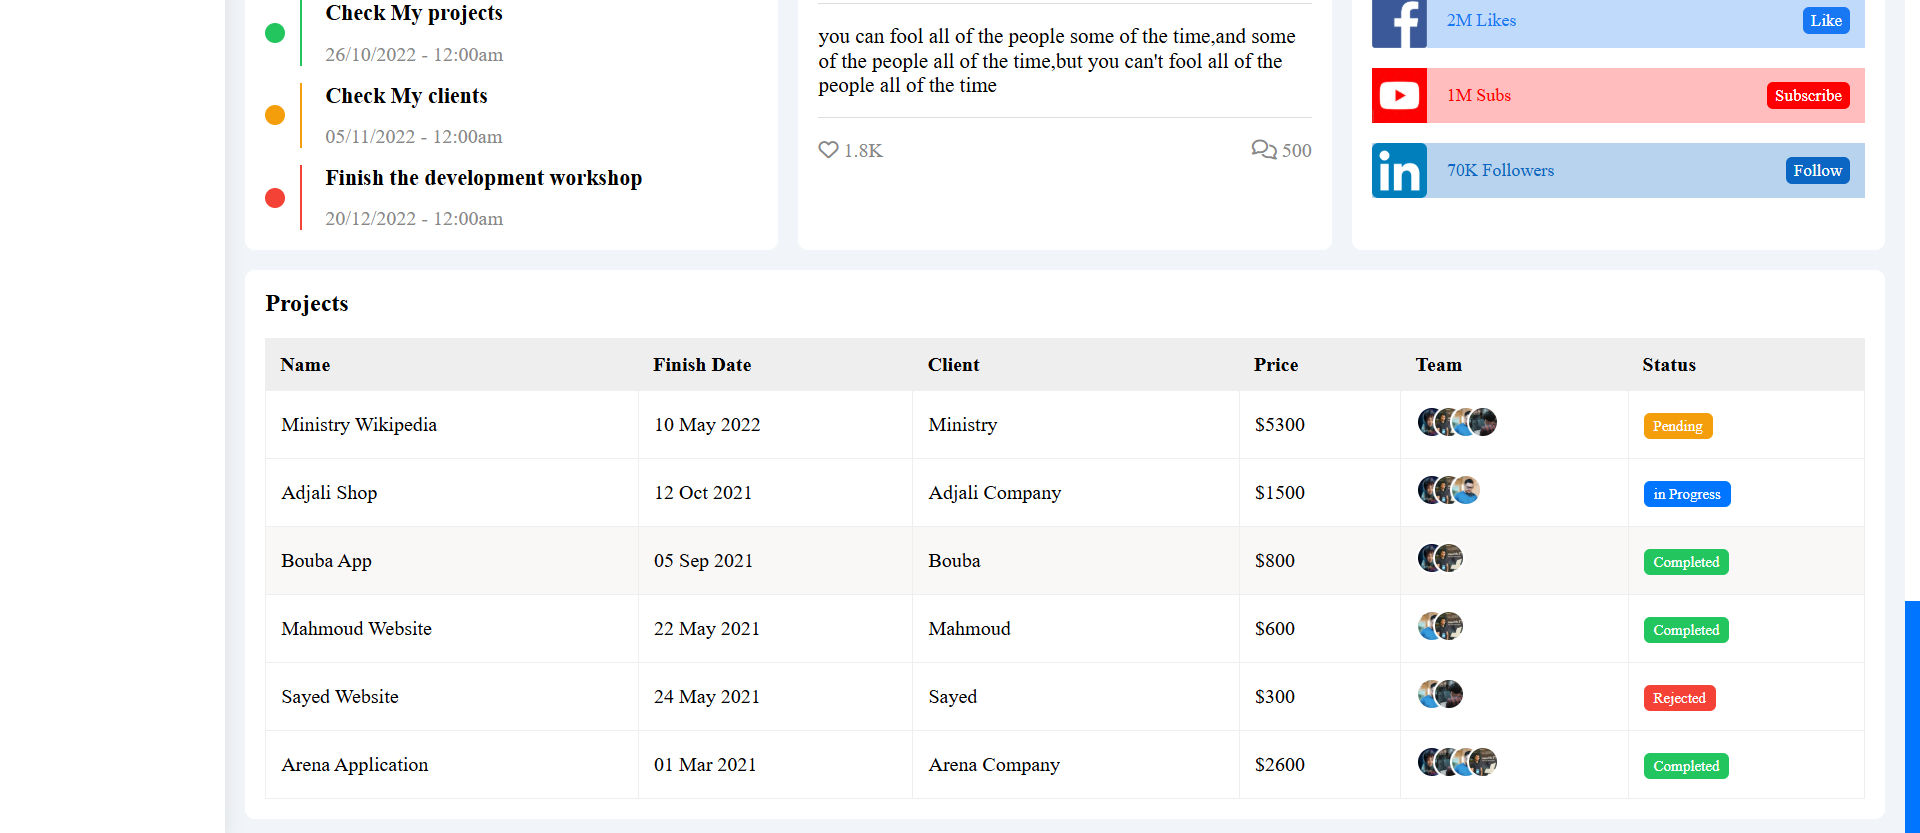 Check My projects
26/10/2022 - 12:00am
Check My clients
05/11/2022 - 12:00am
Finish the development workshop
20/12/2022 - 12:00am
you can fool all of the people some of the time,and some
of the people all of the time,but you can't fool all of the
people all of the time
1.8K 500
2M Likes Like
1M Subs Subscribe
in 70K Followers Follow
Projects
Name Finish Date Client Price Team Status
Ministry Wikipedia 10 May 2022 Ministry $5300 Pending
Adjali Shop 12 Oct 2021 Adjali Company $1500 in Progress
Bouba App 05 Sep 2021 Bouba $800 Completed
Mahmoud Website 22 May 2021 Mahmoud $600 Completed
Sayed Website 24 May 2021 Sayed $300 Rejected
Arena Application 01 Mar 2021 Arena Company $2600 Completed